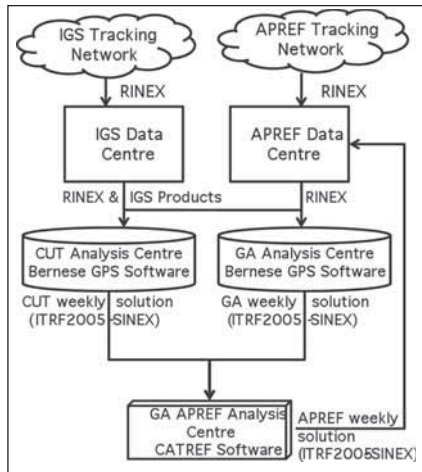 IGS Tracking
Network
APREF Tracking
Network
RINEX
RINEX
IGS Data
Centre
APREF Data
Centre
RINEX & IGS Products
RINEX
CUT Analysis Centre
Bernese GPS Software
GA Analysis Centre
Bernese GPS Software
CUT weekly solution
(ITRF2005-SINEX)
GA weekly solution
(ITRF2005-SINEX)
GA APREF Analysis
Centre
CATREF Software
APREF weekly
solution
(ITRF2005-SINEX)